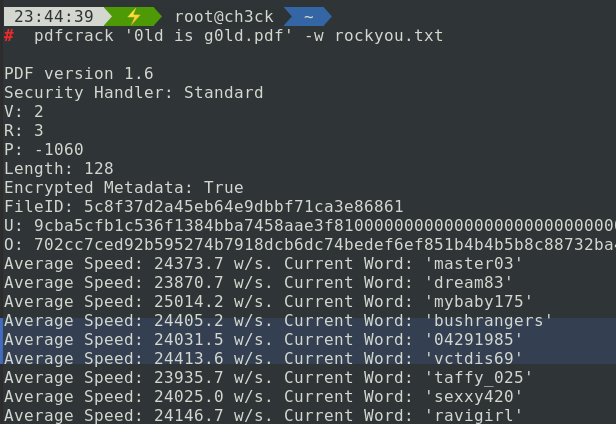 23:44:39 ⚡ root@ch3ck ~
# pdfcrack '0ld is g0ld.pdf' -w rockyou.txt
PDF version 1.6
Security Handler: Standard
V: 2
R: 3
P: -1060
Length: 128
Encrypted Metadata: True
FileID: 5c8f37d2a45eb64e9dbbf71ca3e86861
U: 9cba5cfb1c536f1384bba7458aae3f8100000000000000000000000000
O: 702cc7ced92b595274b7918dcb6dc74bedef6ef851b4b4b5b8c88732ba
Average Speed: 24373.7 w/s. Current Word: 'master03'
Average Speed: 23870.7 w/s. Current Word: 'dream83'
Average Speed: 25014.2 w/s. Current Word: 'mybaby175'
Average Speed: 24405.2 w/s. Current Word: 'bushrangers'
Average Speed: 24031.5 w/s. Current Word: '04291985'
Average Speed: 24413.6 w/s. Current Word: 'vctdis69'
Average Speed: 23935.7 w/s. Current Word: 'taffy_025'
Average Speed: 24025.0 w/s. Current Word: 'sexxy420'
Average Speed: 24146.7 w/s. Current Word: 'ravigirl'